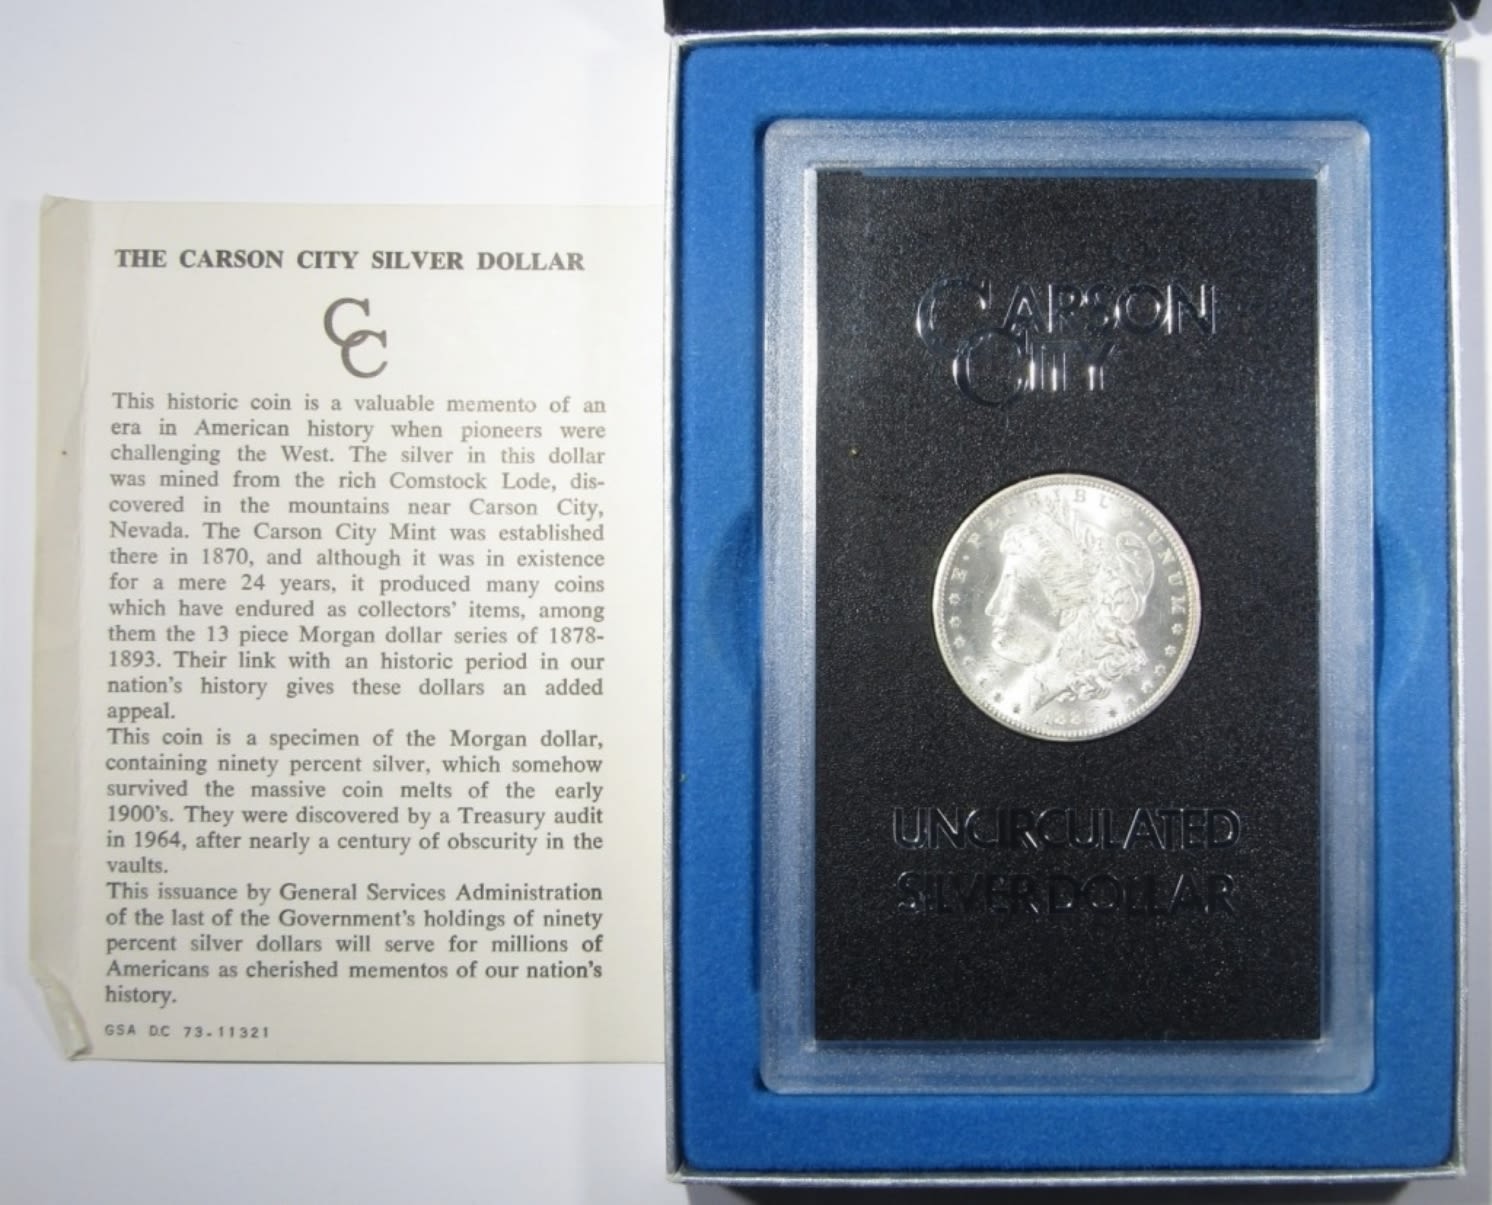 THE CARSON CITY SILVER DOLLAR
CC
This historic coin is a valuable memento of an
era in American history when pioneers were
challenging the West. The silver in this dollar
was mined from the rich Comstock Lode, dis-
covered in the mountains near Carson City,
Nevada. The Carson City Mint was established
there in 1870, and although it was in existence
for a mere 24 years, it produced many coins
which have endured as collectors' items, among
them the 13 piece Morgan dollar series of 1878-
1893. Their link with an historic period in our
nation's history gives these dollars an added
appeal.
This coin is a specimen of the Morgan dollar,
containing ninety percent silver, which somehow
survived the massive coin melts of the early
1900's. They were discovered by a Treasury audit
in 1964, after nearly a century of obscurity in the
vaults.
This issuance by General Services Administration
of the last of the Government's holdings of ninety
percent silver dollars will serve for millions of
Americans as cherished mementos of our nation's
history.
GSA DC 73-11321
CARSON
CITY
E·PLURIBUS·UNUM
UNCIRCULATED
SILVER DOLLAR